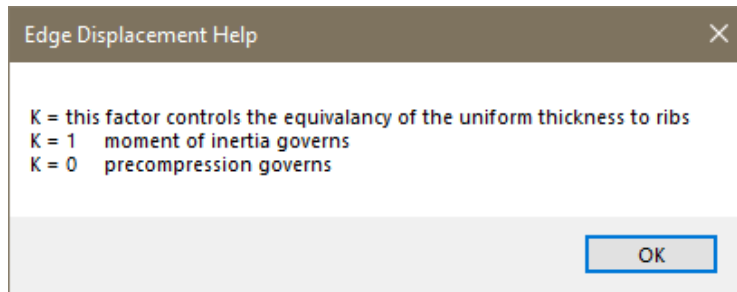 Edge Displacement Help
K = this factor controls the equivalancy of the uniform thickness to ribs
K = 1 moment of inertia governs
K = 0 precompression governs
OK